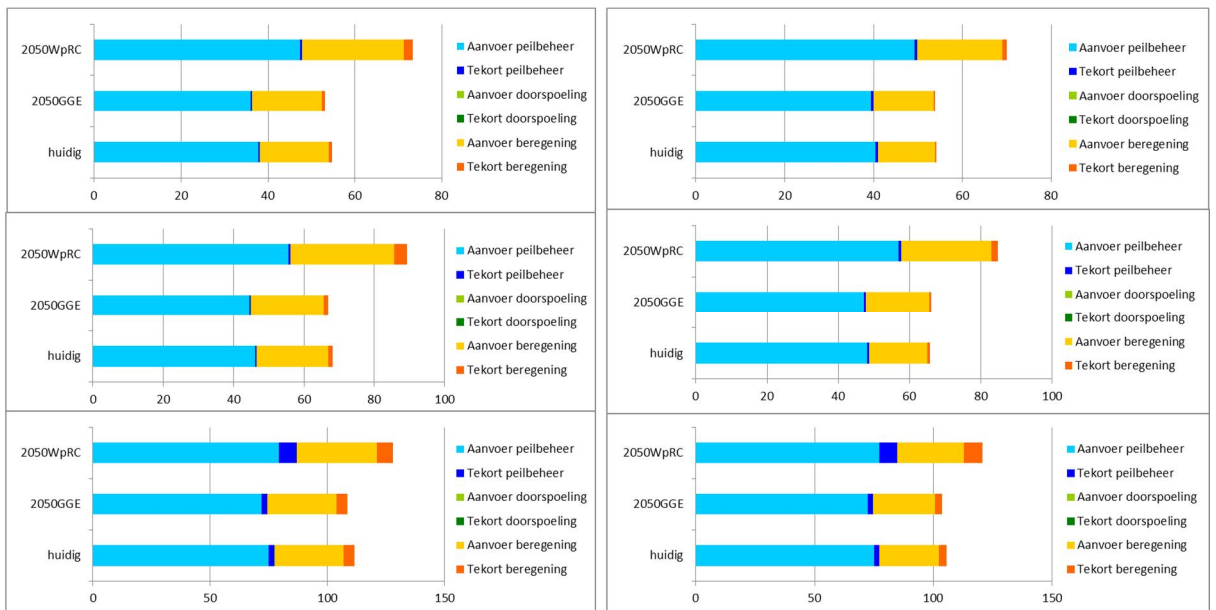 2050WpRC
2050GGE
huidig
0 20 40 60 80
Aanvoer peilbeheer
Tekort peilbeheer
Aanvoer doorspoeling
Tekort doorspoeling
Aanvoer beregening
Tekort beregening
2050WpRC
2050GGE
huidig
0 20 40 60 80
Aanvoer peilbeheer
Tekort peilbeheer
Aanvoer doorspoeling
Tekort doorspoeling
Aanvoer beregening
Tekort beregening
2050WpRC
2050GGE
huidig
0 20 40 60 80 100
Aanvoer peilbeheer
Tekort peilbeheer
Aanvoer doorspoeling
Tekort doorspoeling
Aanvoer beregening
Tekort beregening
2050WpRC
2050GGE
huidig
0 20 40 60 80 100
Aanvoer peilbeheer
Tekort peilbeheer
Aanvoer doorspoeling
Tekort doorspoeling
Aanvoer beregening
Tekort beregening
2050WpRC
2050GGE
huidig
0 50 100 150
Aanvoer peilbeheer
Tekort peilbeheer
Aanvoer doorspoeling
Tekort doorspoeling
Aanvoer beregening
Tekort beregening
2050WpRC
2050GGE
huidig
0 50 100 150
Aanvoer peilbeheer
Tekort peilbeheer
Aanvoer doorspoeling
Tekort doorspoeling
Aanvoer beregening
Tekort beregening